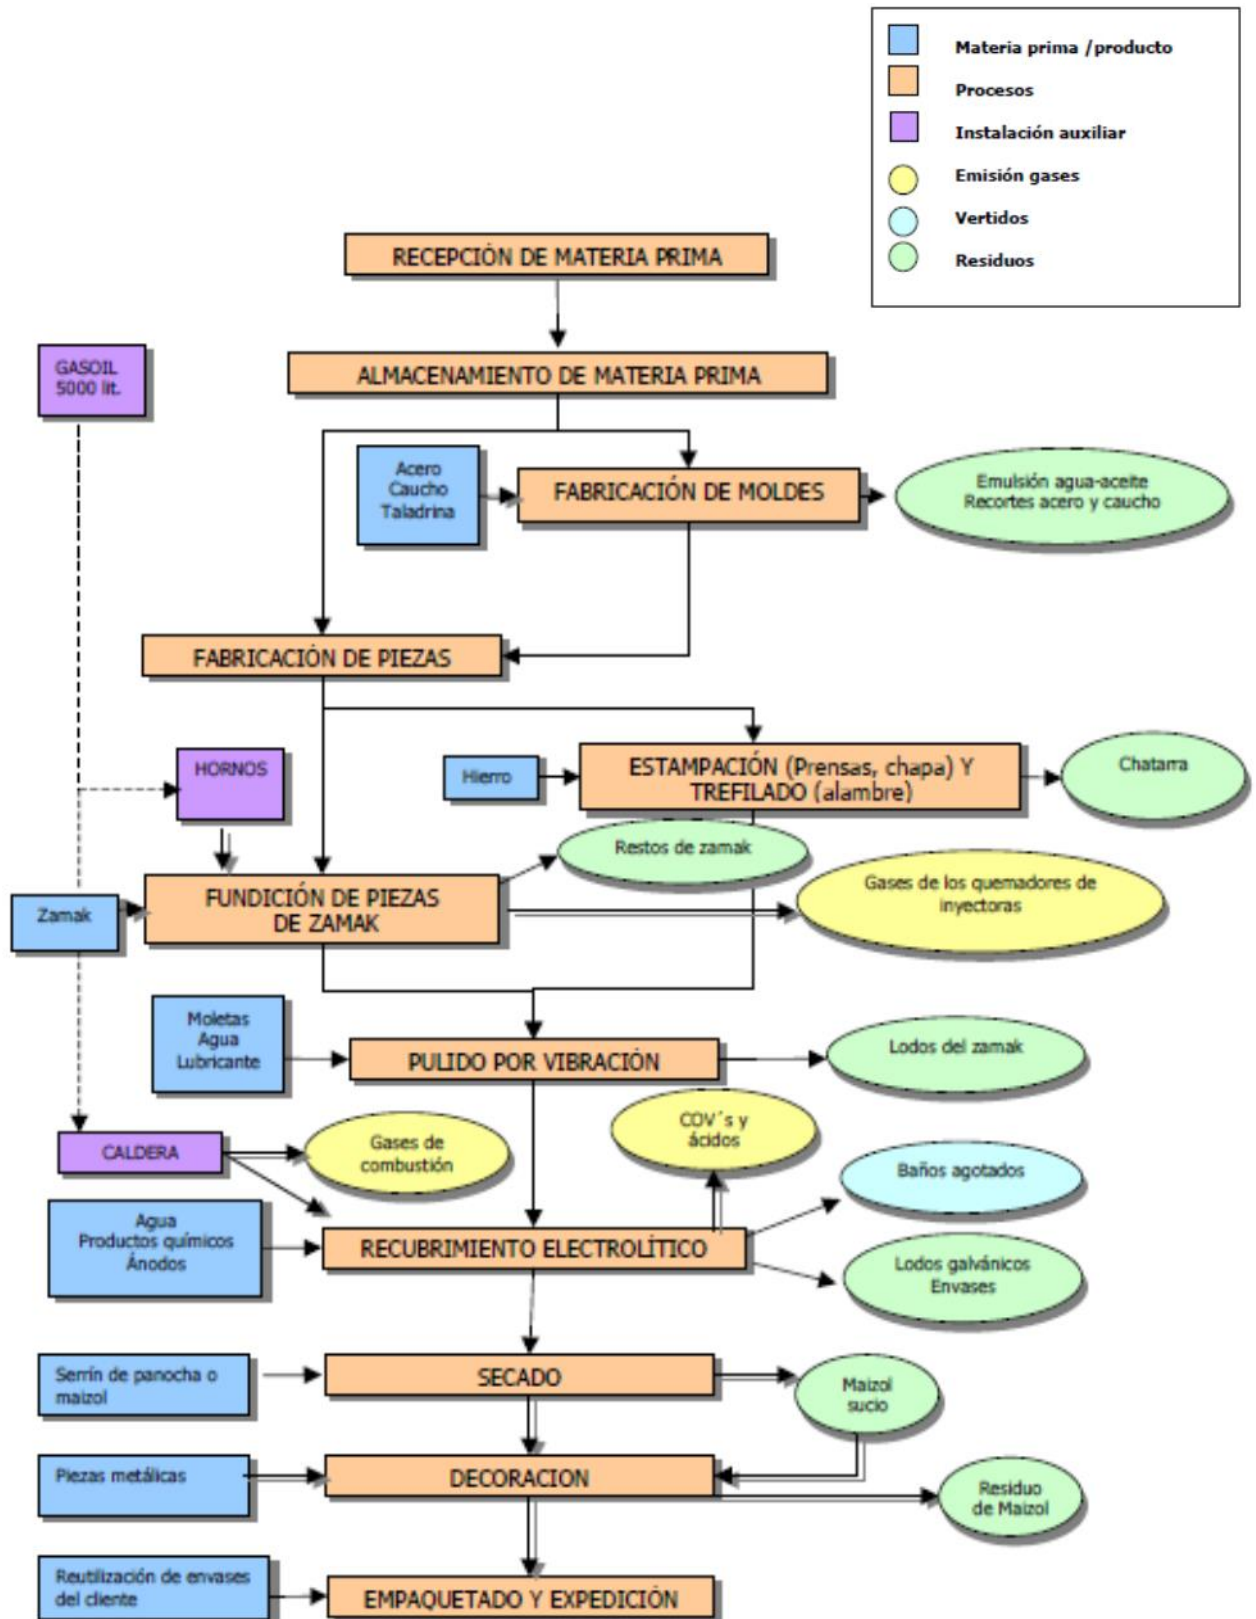 Materia prima /producto
Procesos
Instalación auxiliar
Emisión gases
Vertidos
Residuos
RECEPCIÓN DE MATERIA PRIMA
GASOIL
5000 lit.
ALMACENAMIENTO DE MATERIA PRIMA
Acero
Caucho
Taladrina
FABRICACIÓN DE MOLDES
Emulsión agua-aceite
Recortes acero y caucho
FABRICACIÓN DE PIEZAS
HORNOS
Hierro
ESTAMPACIÓN (Prensas, chapa) Y
TREFILADO (alambre)
Chatarra
Restos de zamak
Zamak
FUNDICIÓN DE PIEZAS
DE ZAMAK
Gases de los quemadores de
inyectoras
Moletas
Agua
Lubricante
PULIDO POR VIBRACIÓN
Lodos del zamak
CALDERA
Gases de
combustión
COV´s y
ácidos
Baños agotados
Agua
Productos químicos
Ánodos
RECUBRIMIENTO ELECTROLÍTICO
Lodos galvánicos
Envases
Serrín de panocha o
maizol
SECADO
Maizol
sucio
Piezas metálicas
DECORACION
Residuo
de Maizol
Reutilización de envases
del cliente
EMPAQUETADO Y EXPEDICIÓN